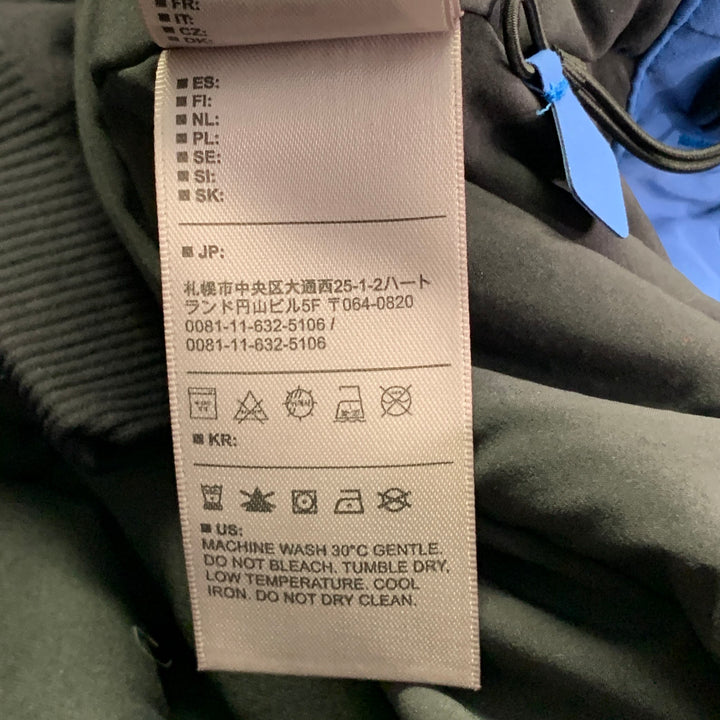 FR:
IT:
CZ:
DK:
ES:
FI:
NL:
PL:
SE:
SI:
SK:
JP:
札幌市中央区大通西25-1-2ハート
ランド円山ビル5F 〒064-0820
0081-11-632-5106 /
0081-11-632-5106
KR:
US:
MACHINE WASH 30°C GENTLE.
DO NOT BLEACH. TUMBLE DRY,
LOW TEMPERATURE. COOL
IRON. DO NOT DRY CLEAN.